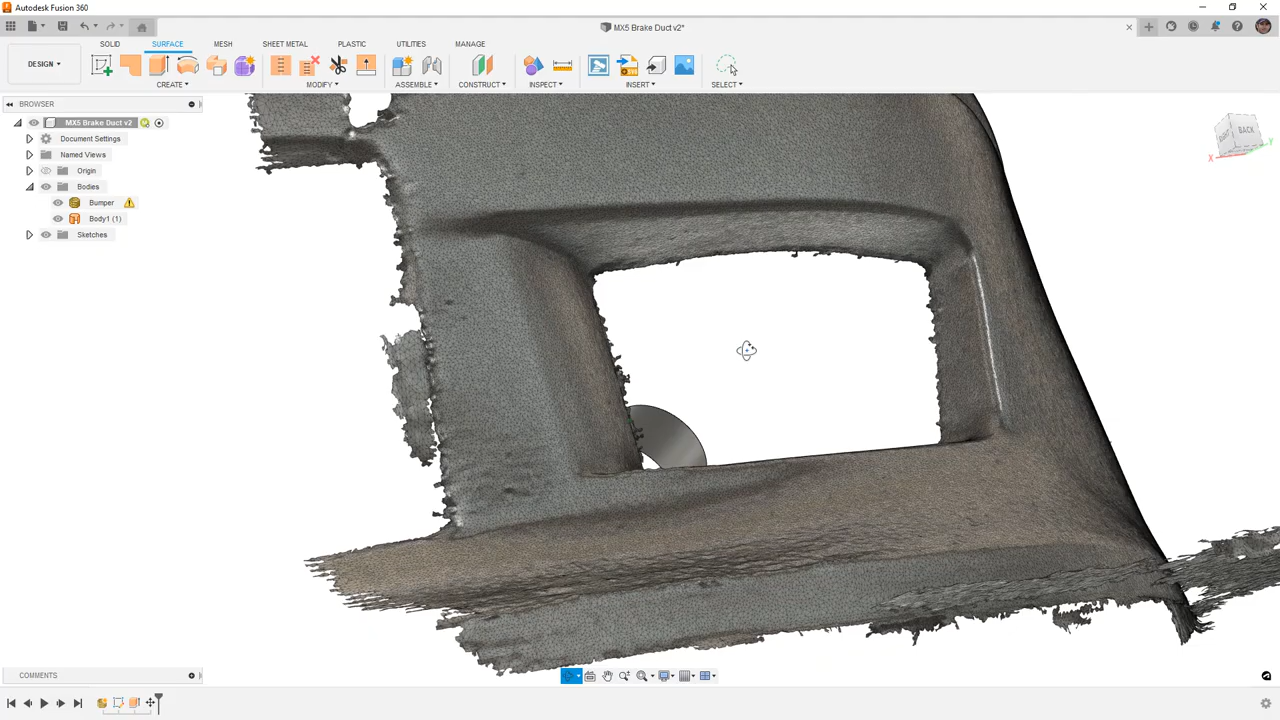 Autodesk Fusion 360
MX5 Brake Duct v2*
DESIGN
SOLID SURFACE MESH SHEET METAL PLASTIC UTILITIES MANAGE
CREATE MODIFY ASSEMBLE CONSTRUCT INSPECT INSERT SELECT
BROWSER
MX5 Brake Duct v2
Document Settings
Named Views
Origin
Bodies
Bumper
Body1 (1)
Sketches
RIGHT BACK
X Y
COMMENTS